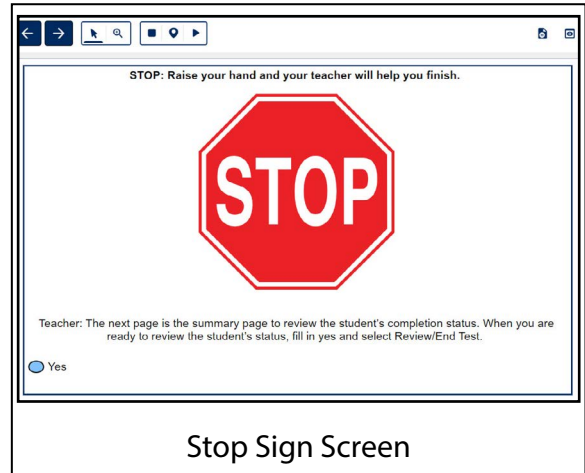 STOP: Raise your hand and your teacher will help you finish.
STOP
Teacher: The next page is the summary page to review the student's completion status. When you are
ready to review the student's status, fill in yes and select Review/End Test.
Yes
Stop Sign Screen